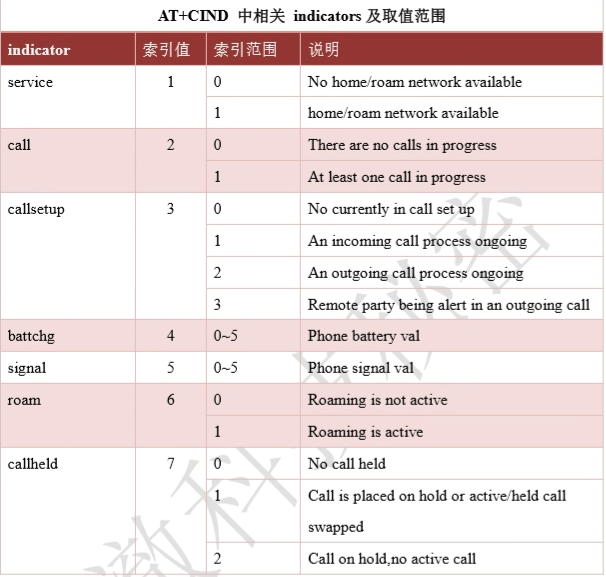 AT+CIND 中相关 indicators 及取值范围
indicator 索引值 索引范围 说明
service 1 0 No home/roam network available
1 home/roam network available
call 2 0 There are no calls in progress
1 At least one call in progress
callsetup 3 0 No currently in call set up
1 An incoming call process ongoing
2 An outgoing call process ongoing
3 Remote party being alert in an outgoing call
battchg 4 0~5 Phone battery val
signal 5 0~5 Phone signal val
roam 6 0 Roaming is not active
1 Roaming is active
callheld 7 0 No call held
1 Call is placed on hold or active/held call
swapped
2 Call on hold,no active call